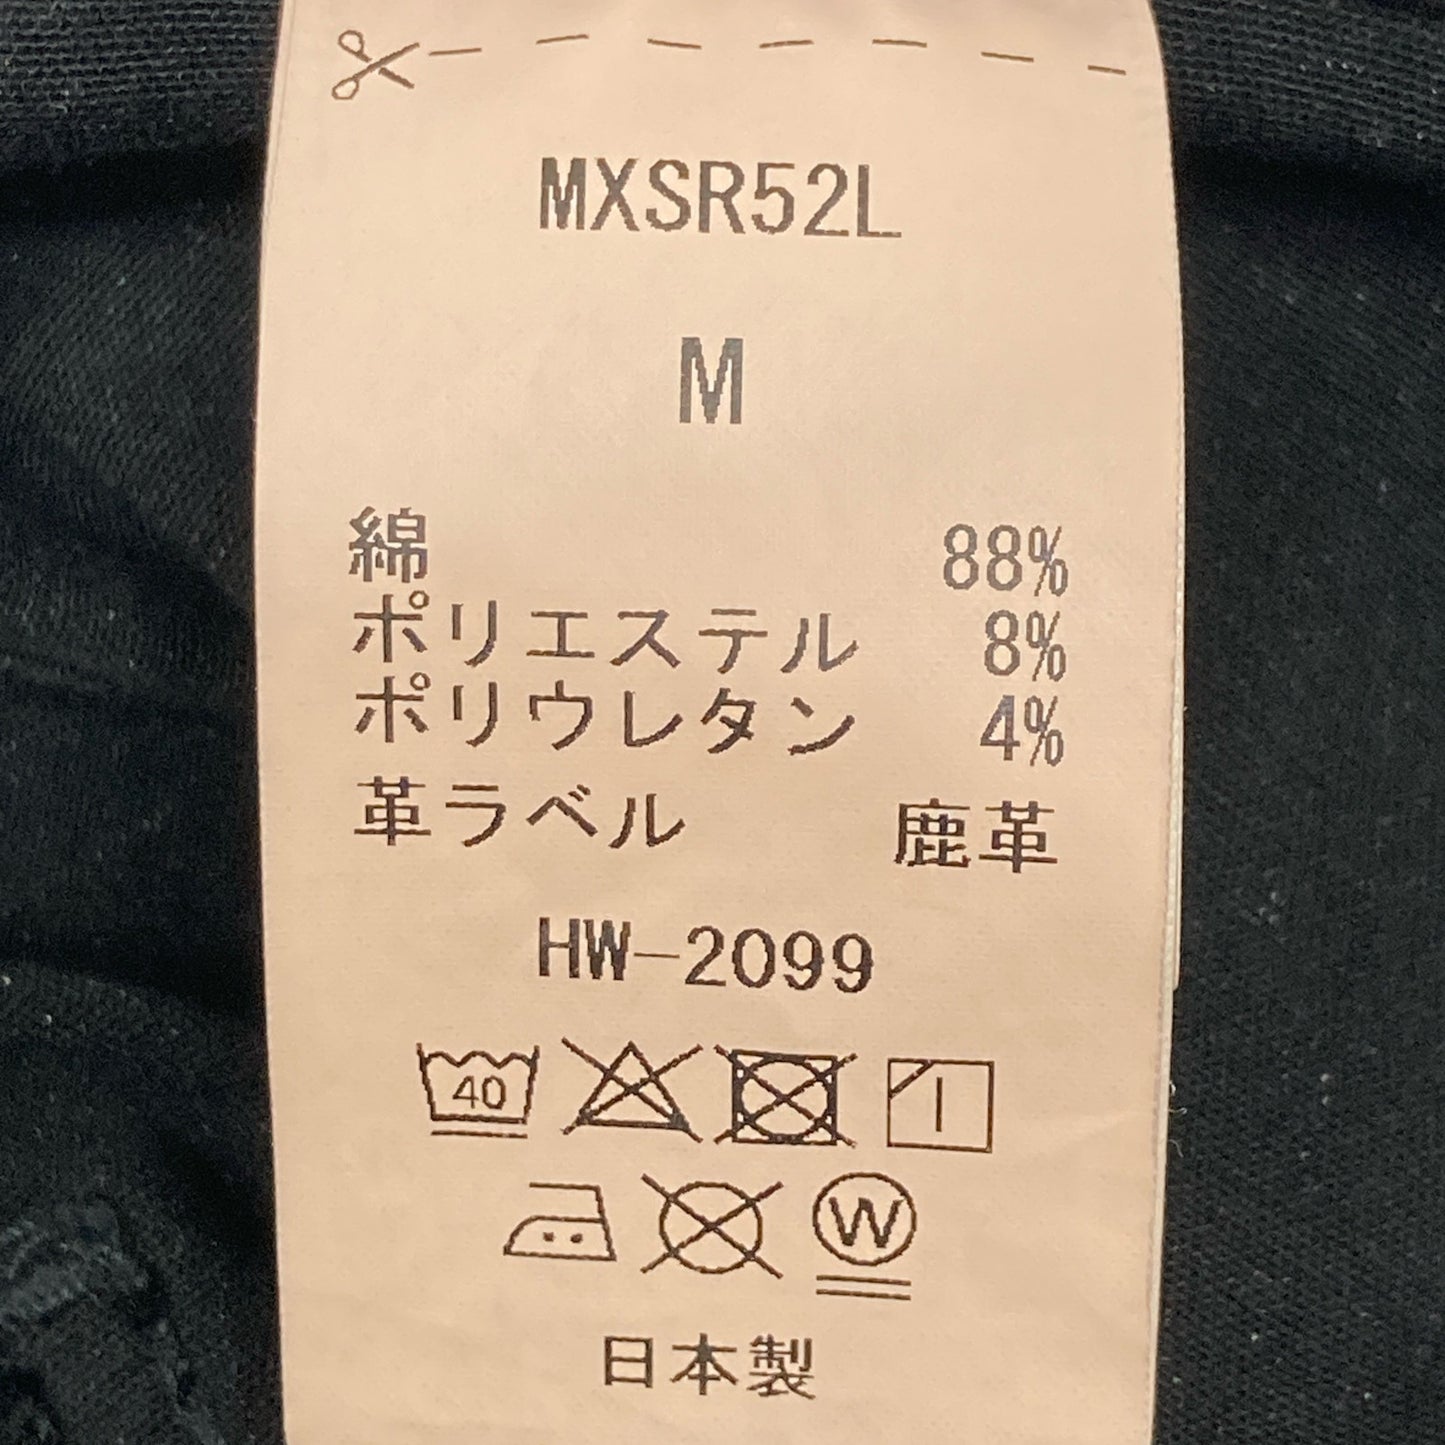 MXSR52L
M
綿 88%
ポリエステル 8%
ポリウレタン 4%
革ラベル 鹿革
HW-2099
40
W
日本製